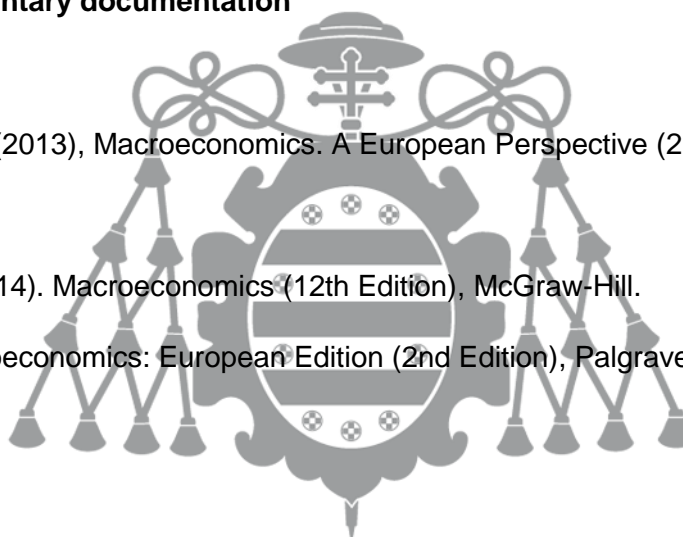 ntary documentation
(2013), Macroeconomics. A European Perspective (2
14). Macroeconomics (12th Edition), McGraw-Hill.
oeconomics: European Edition (2nd Edition), Palgrave